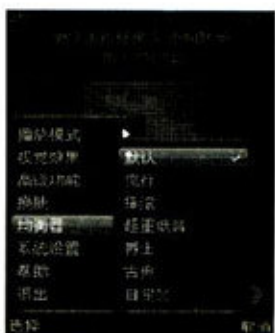 播放模式
视觉效果
默认
高级功能
流行
换肤
摇滚
均衡器
超重低音
系统设置
爵士
帮助
古典
退出
自定义
选择
取消